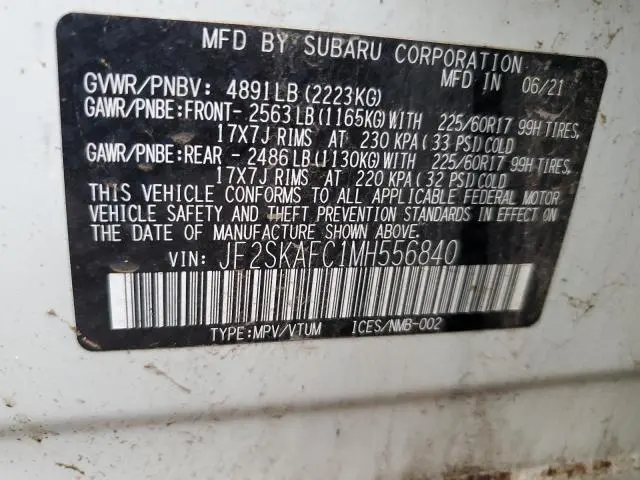 MFD BY SUBARU CORPORATION
MFD IN 06/21
GVWR/PNBV: 4891LB (2223KG)
GAWR/PNBE:FRONT- 2563LB(1165KG)WITH 225/60R17 99H TIRES,
17X7J RIMS AT 230 KPA(33 PSI)COLD
GAWR/PNBE:REAR - 2486LB(1130KG)WITH 225/60R17 99H TIRES,
17X7J RIMS AT 220 KPA(32 PSI)COLD
THIS VEHICLE CONFORMS TO ALL APPLICABLE FEDERAL MOTOR
VEHICLE SAFETY AND THEFT PREVENTION STANDARDS IN EFFECT ON
THE DATE OF MANUFACTURE SHOWN ABOVE.
VIN: JF2SKAFC1MH556840
TYPE:MPV/VTUM ICES/NMB-002